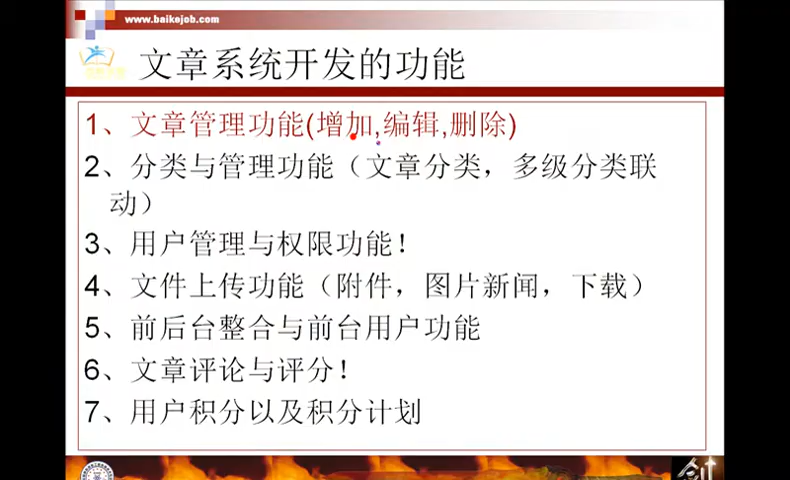 www.baikejob.com
文章系统开发的功能
1、文章管理功能(增加,编辑,删除)
2、分类与管理功能（文章分类，多级分类联
动）
3、用户管理与权限功能！
4、文件上传功能（附件，图片新闻，下载）
5、前后台整合与前台用户功能
6、文章评论与评分！
7、用户积分以及积分计划